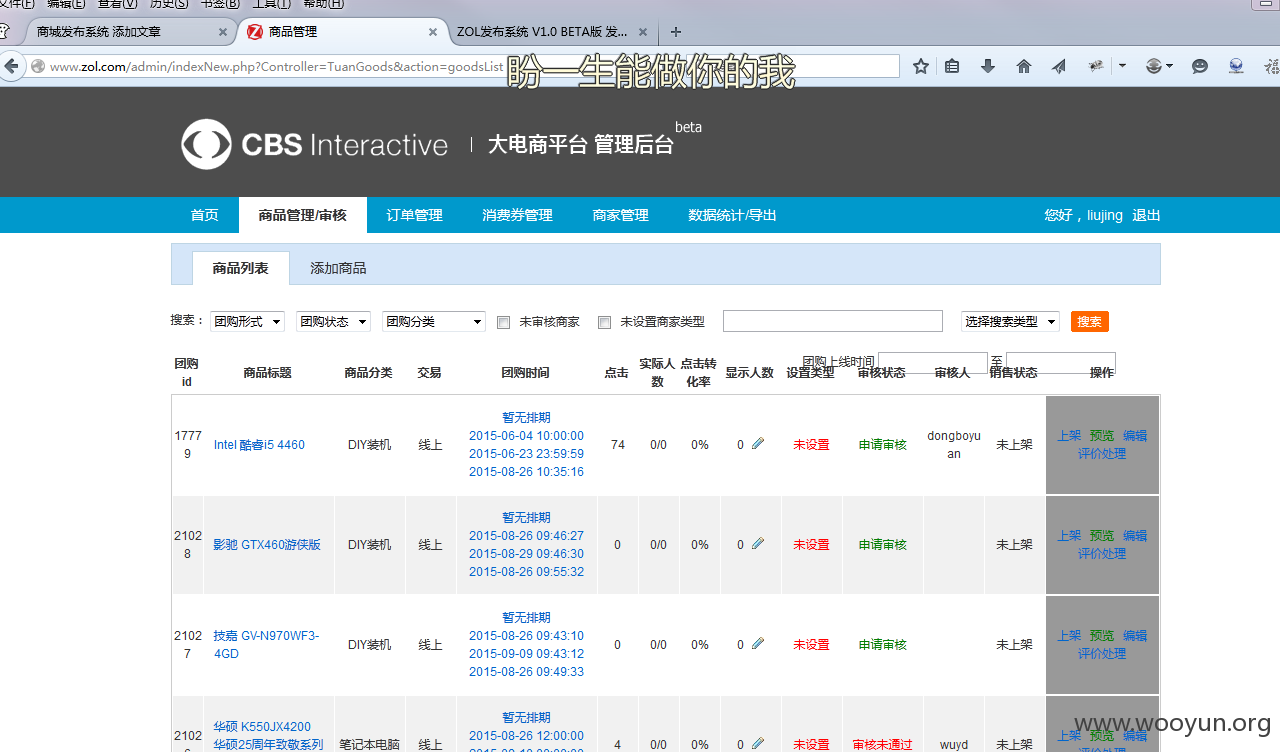 文件(F) 编辑(E) 查看(V) 历史(S) 书签(B) 工具(T) 帮助(H)
商城发布系统 添加文章 × 商品管理 × ZOL发布系统 V1.0 BETA版 发... × +
www.zol.com/admin/indexNew.php?Controller=TuanGoods&action=goodsList
盼一生能做你的我
CBS Interactive | 大电商平台 管理后台 beta
首页 商品管理/审核 订单管理 消费券管理 商家管理 数据统计/导出 您好，liujing 退出
商品列表 添加商品
搜索： 团购形式 团购状态 团购分类 未审核商家 未设置商家类型 选择搜索类型 搜索
团购上线时间 至
团购id 商品标题 商品分类 交易 团购时间 点击 实际人数 点击转化率 显示人数 设置类型 审核状态 审核人 销售状态 操作
暂无排期
2015-06-04 10:00:00
17779 Intel 酷睿i5 4460 DIY装机 线上 2015-06-23 23:59:59 74 0/0 0% 0 未设置 申请审核 dongboyuan 未上架 上架 预览 编辑
2015-08-26 10:35:16 评价处理
暂无排期
2015-08-26 09:46:27
21028 影驰 GTX460游侠版 DIY装机 线上 2015-08-29 09:46:30 0 0/0 0% 0 未设置 申请审核 未上架 上架 预览 编辑
2015-08-26 09:55:32 评价处理
暂无排期
2015-08-26 09:43:10
21027 技嘉 GV-N970WF3-4GD DIY装机 线上 2015-09-09 09:43:12 0 0/0 0% 0 未设置 申请审核 未上架 上架 预览 编辑
2015-08-26 09:49:33 评价处理
暂无排期
华硕 K550JX4200 2015-08-26 12:00:00 上架 预览 编辑
华硕25周年致敬系列 笔记本电脑 线上 4 0/0 0% 0 未设置 审核未通过 wuyd 未上架
www.wooyun.org